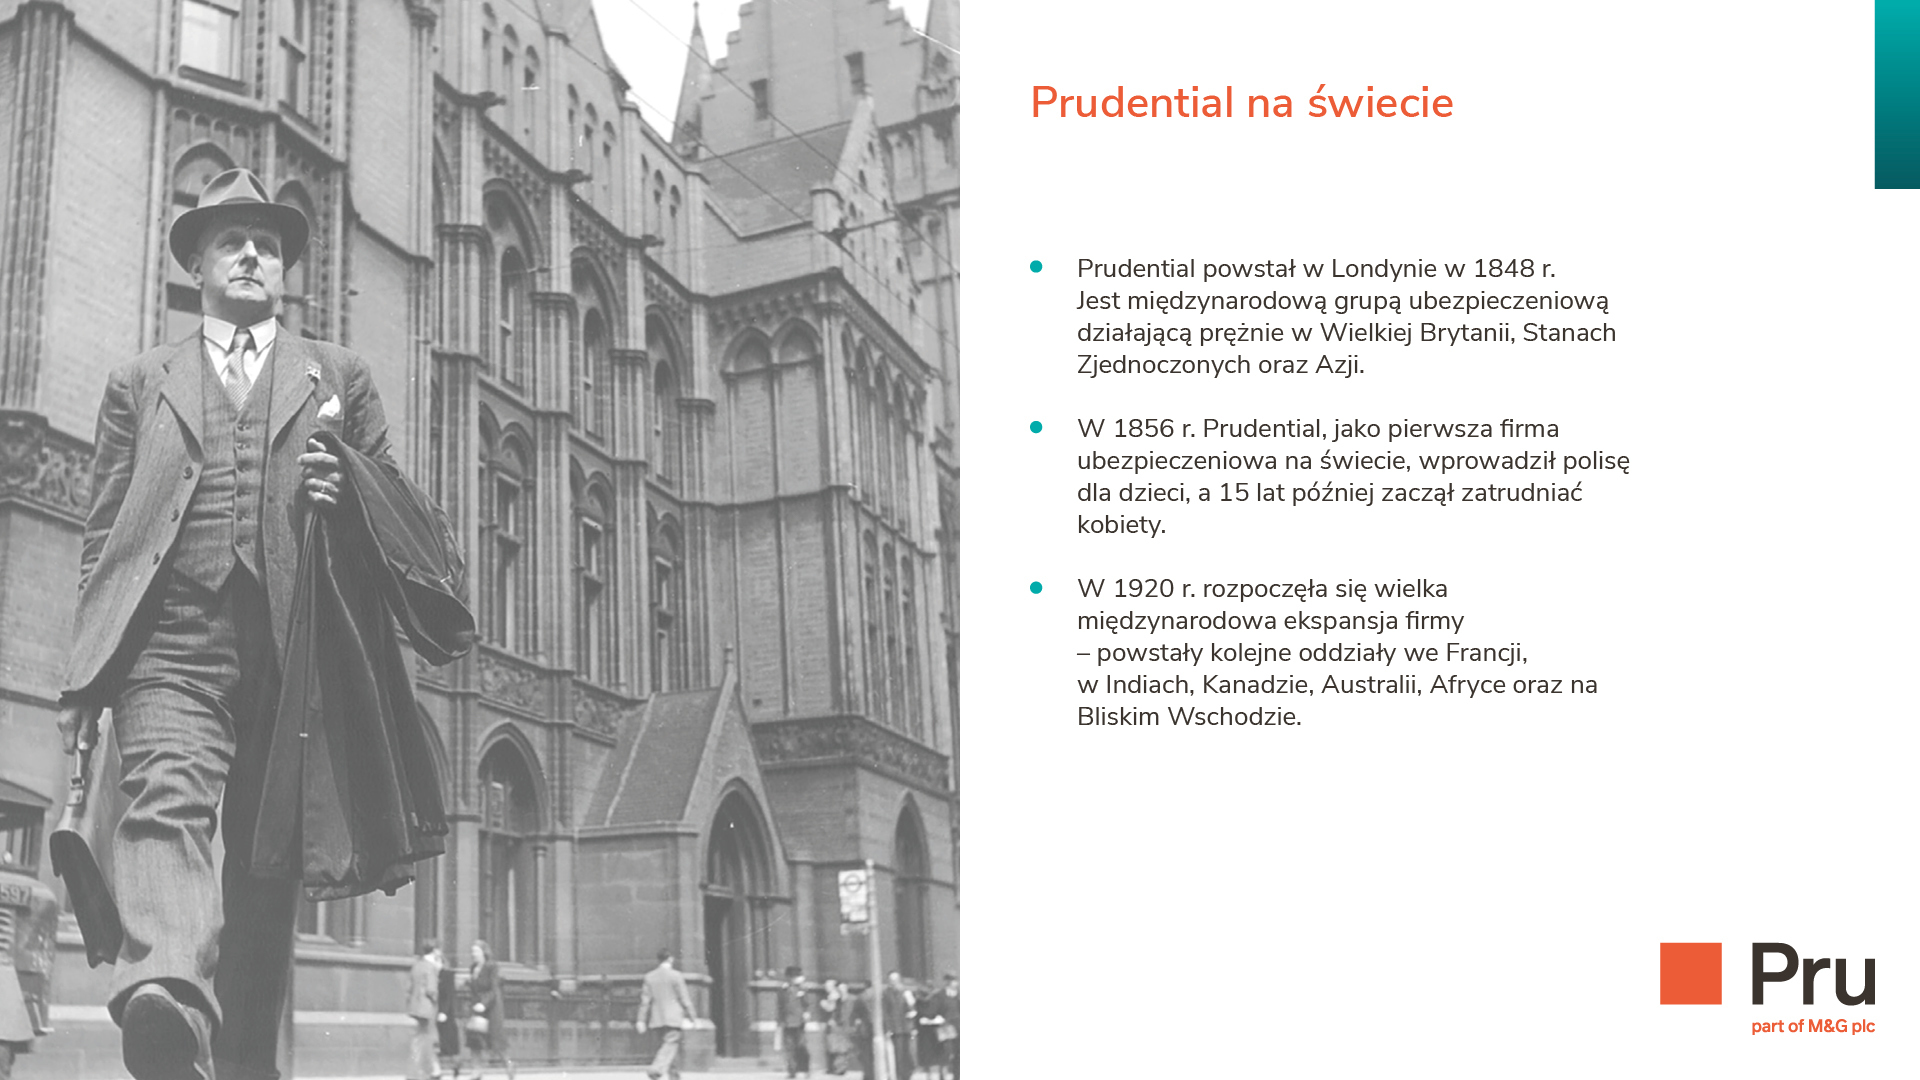 Prudential na świecie
Prudential powstał w Londynie w 1848 r.
Jest międzynarodową grupą ubezpieczeniową
działającą prężnie w Wielkiej Brytanii, Stanach
Zjednoczonych oraz Azji.
W 1856 r. Prudential, jako pierwsza firma
ubezpieczeniowa na świecie, wprowadził polisę
dla dzieci, a 15 lat później zaczął zatrudniać
kobiety.
W 1920 r. rozpoczęła się wielka
międzynarodowa ekspansja firmy
– powstały kolejne oddziały we Francji,
w Indiach, Kanadzie, Australii, Afryce oraz na
Bliskim Wschodzie.
597
Pru
part of M&G plc